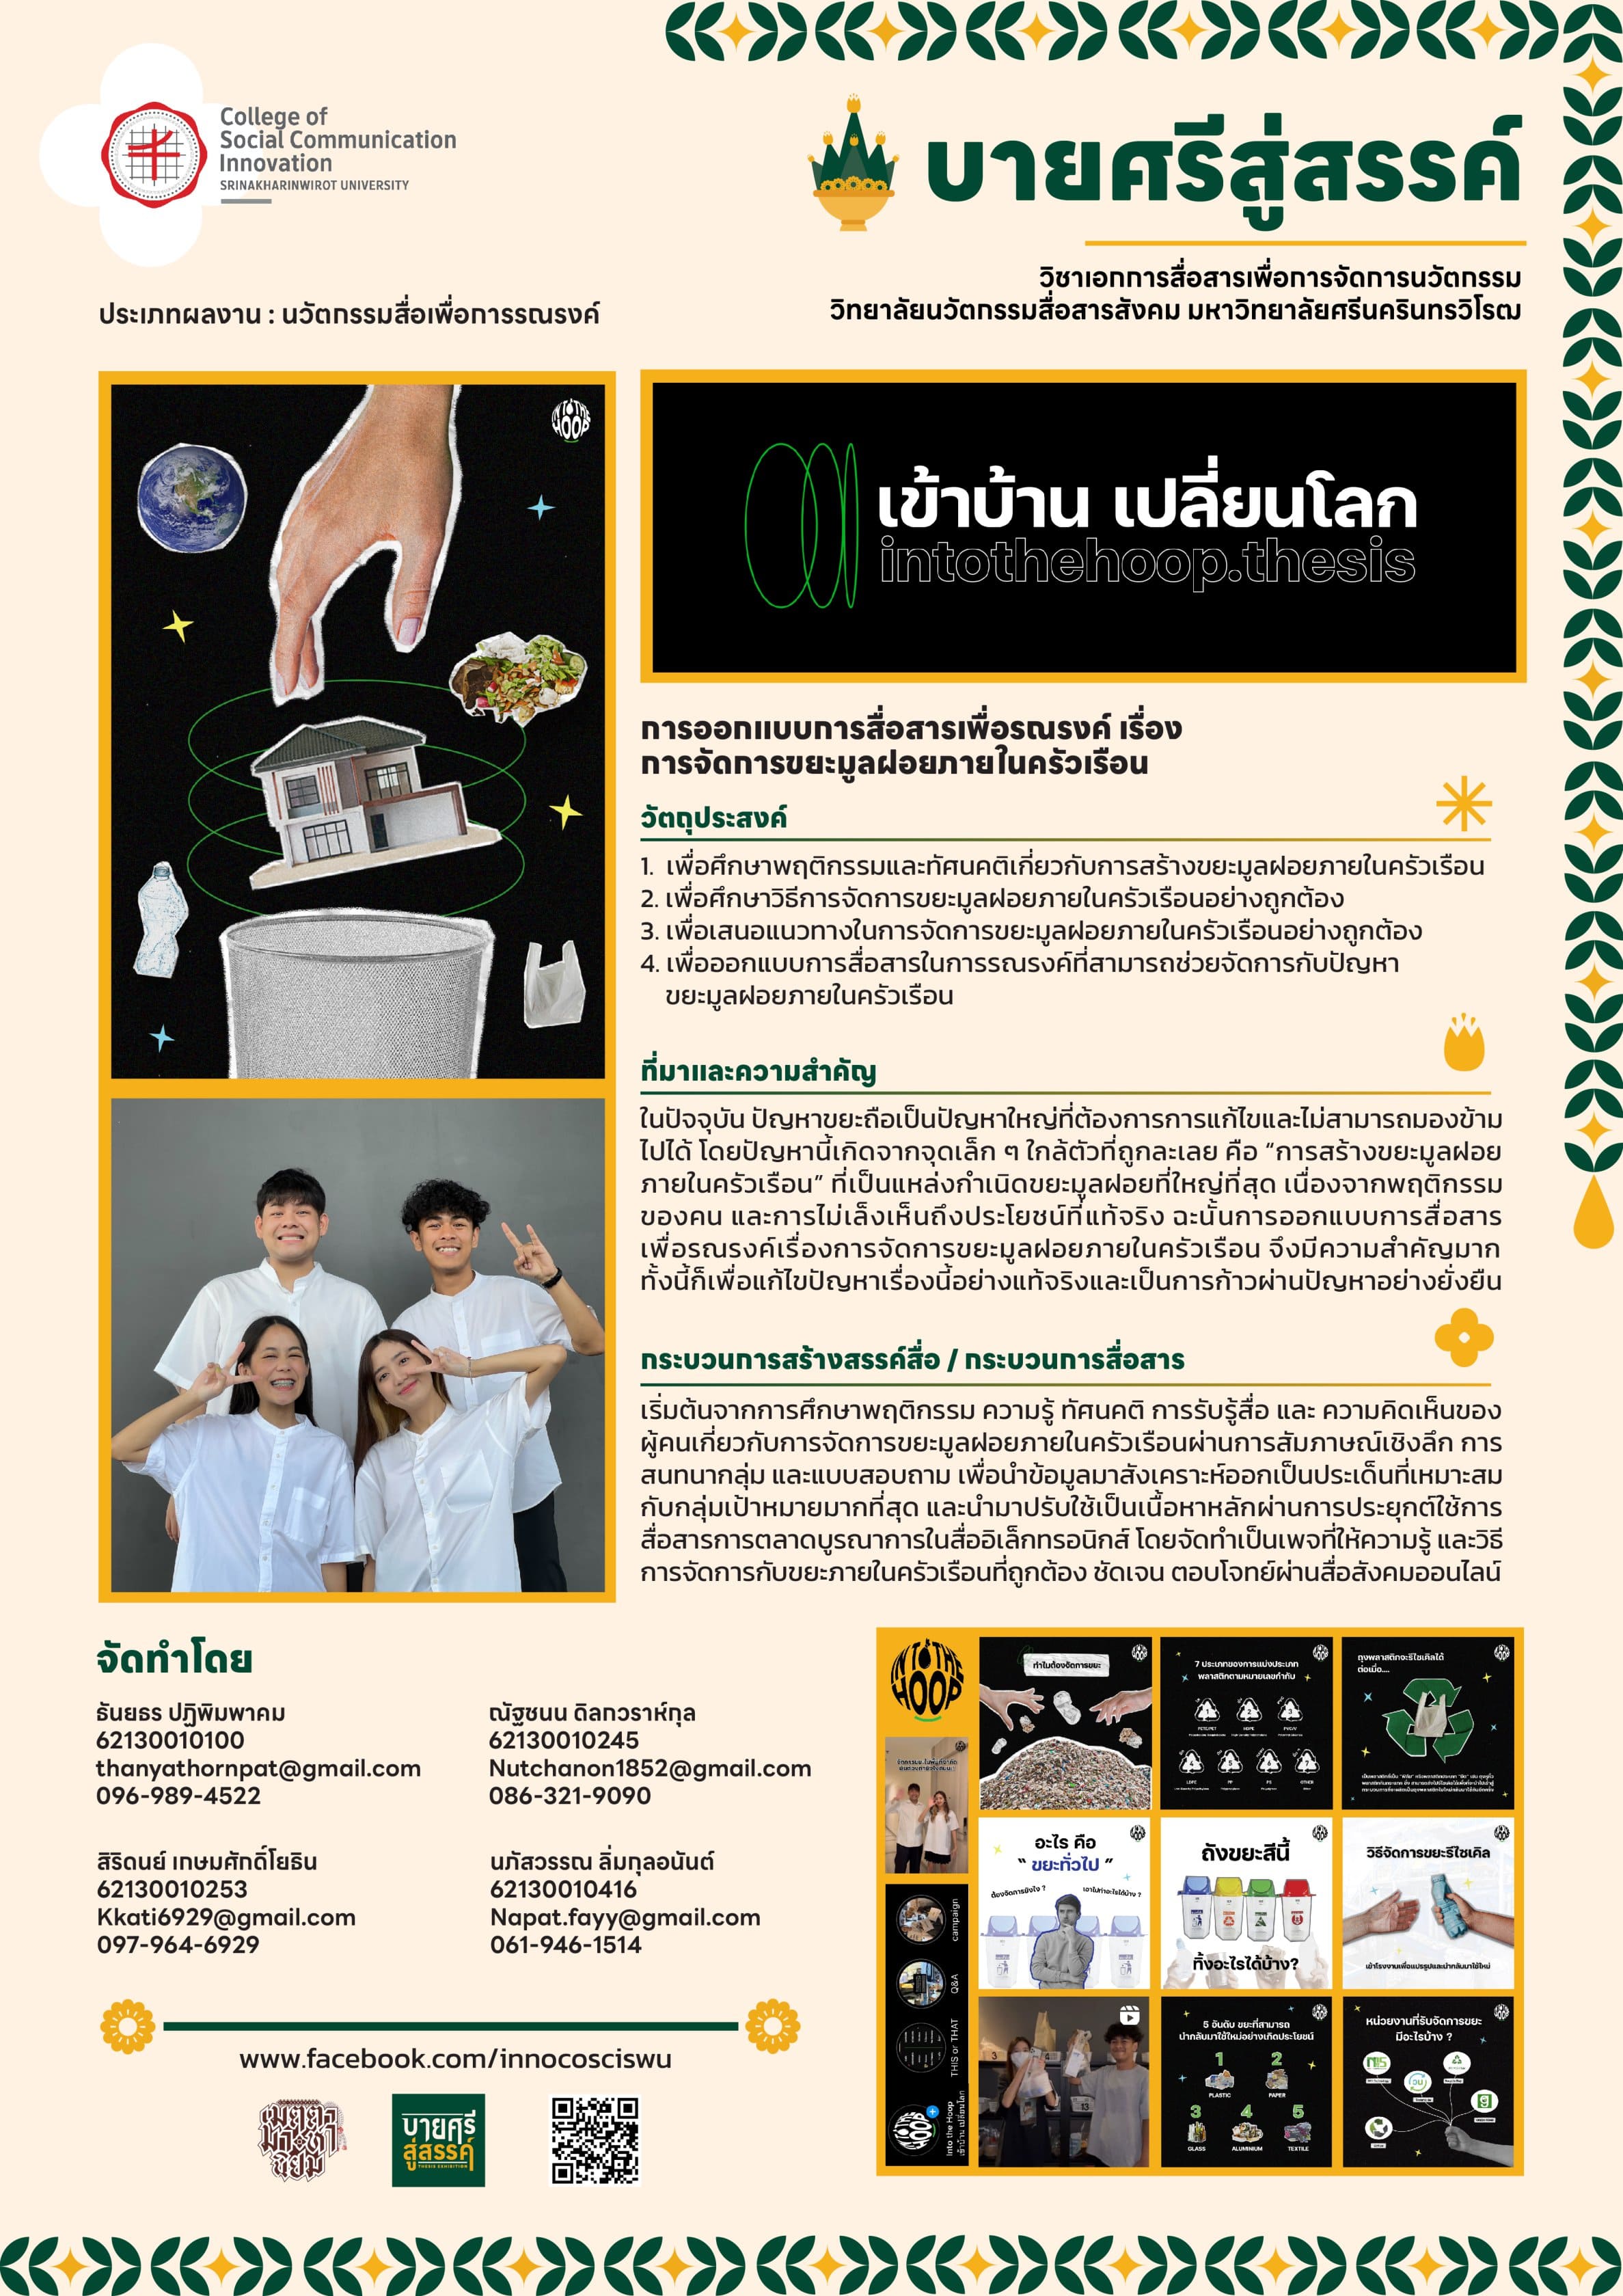 College of
Social Communication
Innovation
SRINAKHARINWIROT UNIVERSITY
บายศรีสู่สรรค์
วิชาเอกการสื่อสารเพื่อการจัดการนวัตกรรม
วิทยาลัยนวัตกรรมสื่อสารสังคม มหาวิทยาลัยศรีนครินทรวิโรฒ
ประเภทผลงาน : นวัตกรรมสื่อเพื่อการรณรงค์
INTO THE
HOOP
เข้าบ้าน เปลี่ยนโลก
intothehoop.thesis
การออกแบบการสื่อสารเพื่อรณรงค์ เรื่อง
การจัดการขยะมูลฝอยภายในครัวเรือน
วัตถุประสงค์
1. เพื่อศึกษาพฤติกรรมและทัศนคติเกี่ยวกับการสร้างขยะมูลฝอยภายในครัวเรือน
2. เพื่อศึกษาวิธีการจัดการขยะมูลฝอยภายในครัวเรือนอย่างถูกต้อง
3. เพื่อเสนอแนวทางในการจัดการขยะมูลฝอยภายในครัวเรือนอย่างถูกต้อง
4. เพื่อออกแบบการสื่อสารในการรณรงค์ที่สามารถช่วยจัดการกับปัญหา
ขยะมูลฝอยภายในครัวเรือน
ที่มาและความสำคัญ
ในปัจจุบัน ปัญหาขยะถือเป็นปัญหาใหญ่ที่ต้องการการแก้ไขและไม่สามารถมองข้าม
ไปได้ โดยปัญหานี้เกิดจากจุดเล็ก ๆ ใกล้ตัวที่ถูกละเลย คือ “การสร้างขยะมูลฝอย
ภายในครัวเรือน” ที่เป็นแหล่งกำเนิดขยะมูลฝอยที่ใหญ่ที่สุด เนื่องจากพฤติกรรม
ของคน และการไม่เล็งเห็นถึงประโยชน์ที่แท้จริง ฉะนั้นการออกแบบการสื่อสาร
เพื่อรณรงค์เรื่องการจัดการขยะมูลฝอยภายในครัวเรือน จึงมีความสำคัญมาก
ทั้งนี้ก็เพื่อแก้ไขปัญหาเรื่องนี้อย่างแท้จริงและเป็นการก้าวผ่านปัญหาอย่างยั่งยืน
กระบวนการสร้างสรรค์สื่อ / กระบวนการสื่อสาร
เริ่มต้นจากการศึกษาพฤติกรรม ความรู้ ทัศนคติ การรับรู้สื่อ และ ความคิดเห็นของ
ผู้คนเกี่ยวกับการจัดการขยะมูลฝอยภายในครัวเรือนผ่านการสัมภาษณ์เชิงลึก การ
สนทนากลุ่ม และแบบสอบถาม เพื่อนำข้อมูลมาสังเคราะห์ออกเป็นประเด็นที่เหมาะสม
กับกลุ่มเป้าหมายมากที่สุด และนำมาปรับใช้เป็นเนื้อหาหลักผ่านการประยุกต์ใช้การ
สื่อสารการตลาดบูรณาการในสื่ออิเล็กทรอนิกส์ โดยจัดทำเป็นเพจที่ให้ความรู้ และวิธี
การจัดการกับขยะภายในครัวเรือนที่ถูกต้อง ชัดเจน ตอบโจทย์ผ่านสื่อสังคมออนไลน์
จัดทำโดย
ธันยธร ปฏิพิมพาคม
62130010100
thanyathornpat@gmail.com
096-989-4522
ณัฐชนน ดิลกวราห์กุล
62130010245
Nutchanon1852@gmail.com
086-321-9090
สิริดนย์ เกษมศักดิ์โยธิน
62130010253
Kkati6929@gmail.com
097-964-6929
นภัสวรรณ ลิ่มกุลอนันต์
62130010416
Napat.fayy@gmail.com
061-946-1514
www.facebook.com/innocosciswu
เมตตา
มหา
นิยม
บายศรี
สู่สรรค์
THESIS EXHIBITION
INTO THE
HOOP
campaign
Q&A
THIS or THAT
Into the Hoop
เข้าบ้าน เปลี่ยนโลก
ทำไมต้องจัดการขยะ
7 ประเภทของการแบ่งประเภท
พลาสติกตามหมายเลขกำกับ
PETE/PET
HDPE
PVC/V
LDPE
PP
PS
OTHER
ถุงพลาสติกจะรีไซเคิลได้
ต่อเมื่อ....
อะไร คือ
“ ขยะทั่วไป ”
ต้องจัดการยังไง ?
เอาไปทำอะไรได้บ้าง ?
ถังขยะสีนี้
ทิ้งอะไรได้บ้าง?
วิธีจัดการขยะรีไซเคิล
เข้าโรงงานเพื่อแปรรูปและนำกลับมาใช้ใหม่
5 อันดับ ขยะที่สามารถ
นำกลับมาใช้ใหม่อย่างเกิดประโยชน์
1
2
PLASTIC
PAPER
3
4
5
GLASS
ALUMINIUM
TEXTILE
หน่วยงานที่รับจัดการขยะ
มีอะไรบ้าง ?